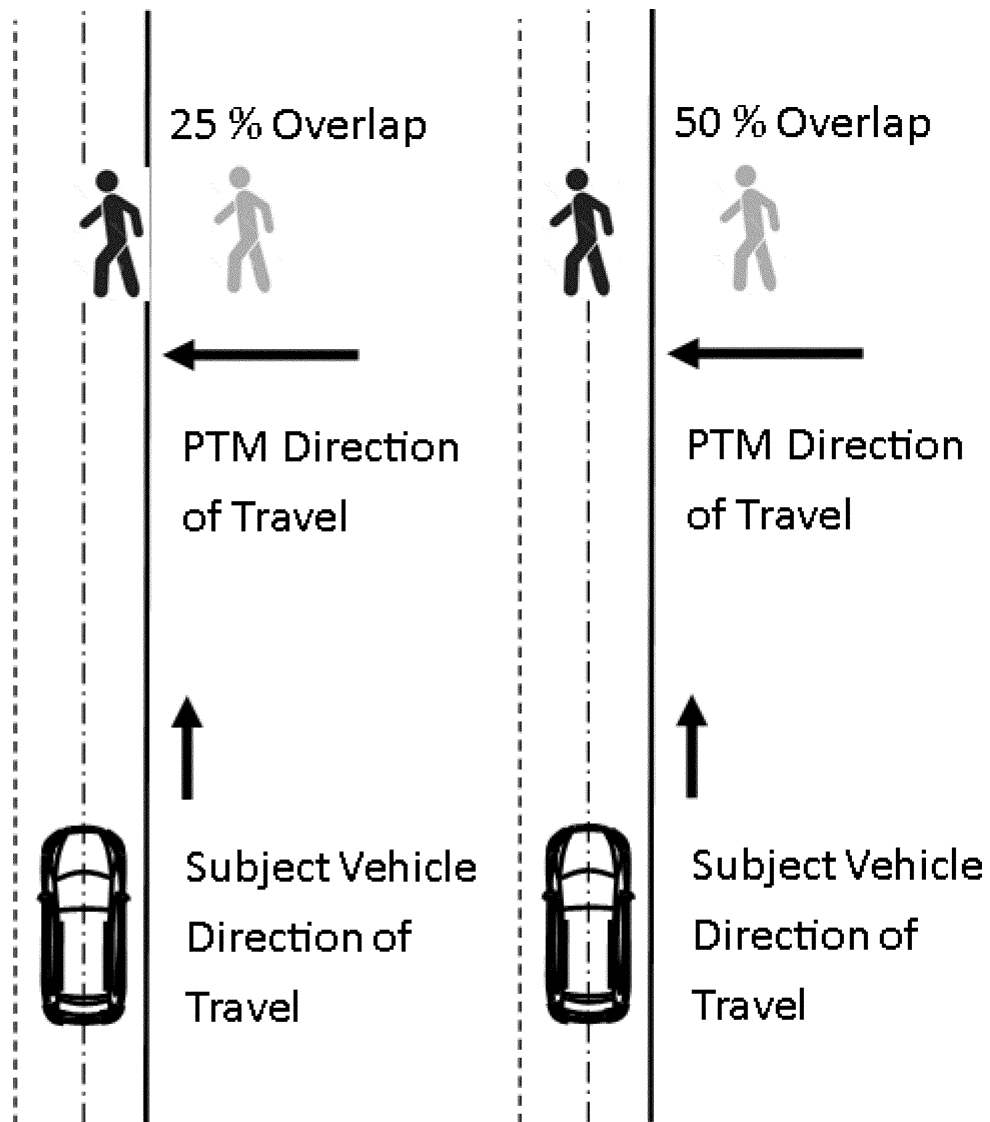 25 % Overlap
PTM Direction
of Travel
Subject Vehicle
Direction of
Travel
50 % Overlap
PTM Direction
of Travel
Subject Vehicle
Direction of
Travel